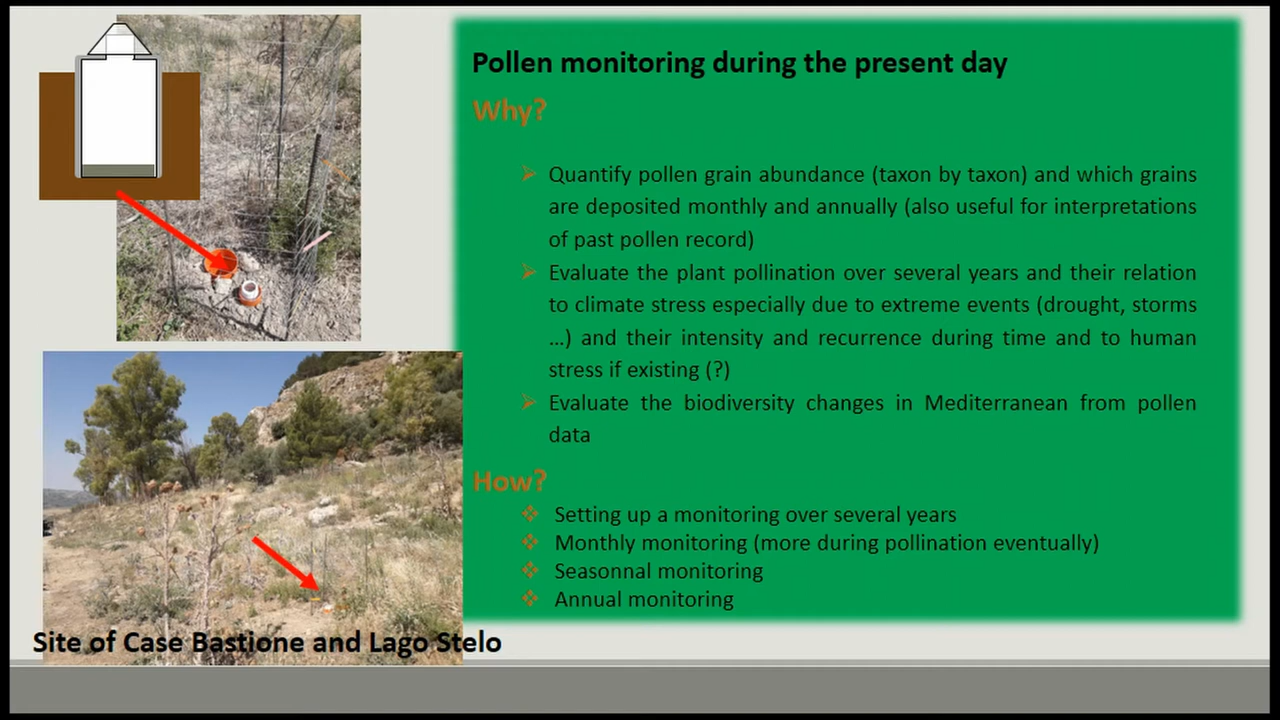 Pollen monitoring during the present day
Why?
Quantify pollen grain abundance (taxon by taxon) and which grains
are deposited monthly and annually (also useful for interpretations
of past pollen record)
Evaluate the plant pollination over several years and their relation
to climate stress especially due to extreme events (drought, storms
...) and their intensity and recurrence during time and to human
stress if existing (?)
Evaluate the biodiversity changes in Mediterranean from pollen
data
How?
Setting up a monitoring over several years
Monthly monitoring (more during pollination eventually)
Seasonnal monitoring
Annual monitoring
Site of Case Bastione and Lago Stelo